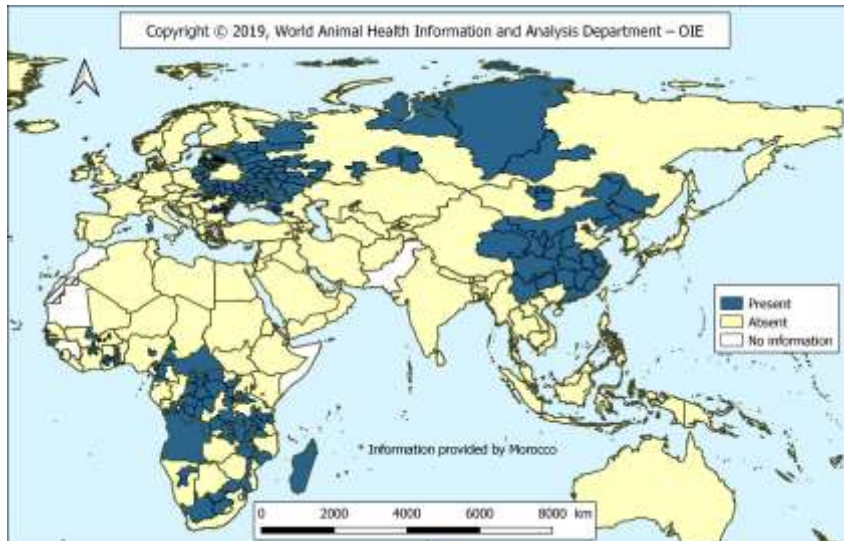 Copyright © 2019, World Animal Health Information and Analysis Department – OIE
Present
Absent
No information
* Information provided by Morocco
0 2000 4000 6000 8000 km